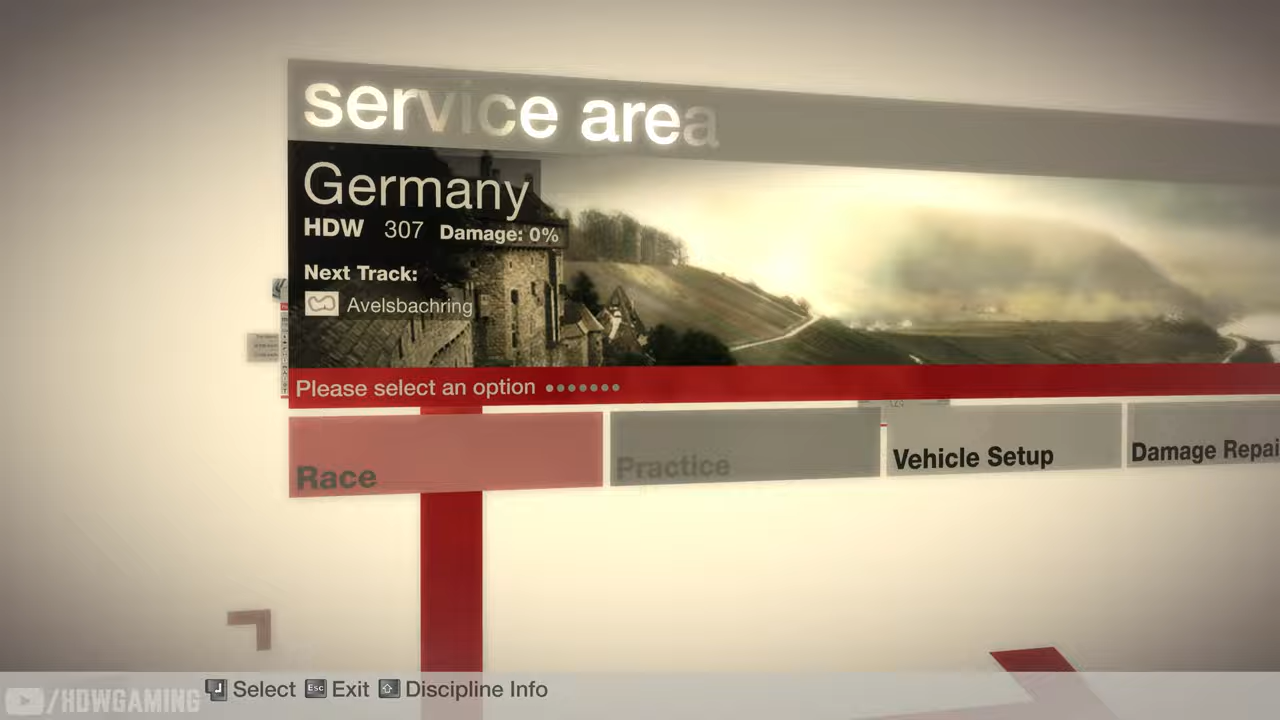 service area
Germany
HDW 307 Damage: 0%
Next Track:
Avelsbachring
Please select an option
Race
Practice
Vehicle Setup
Damage Repai
Esc
Select Exit Discipline Info
/HDWGAMING